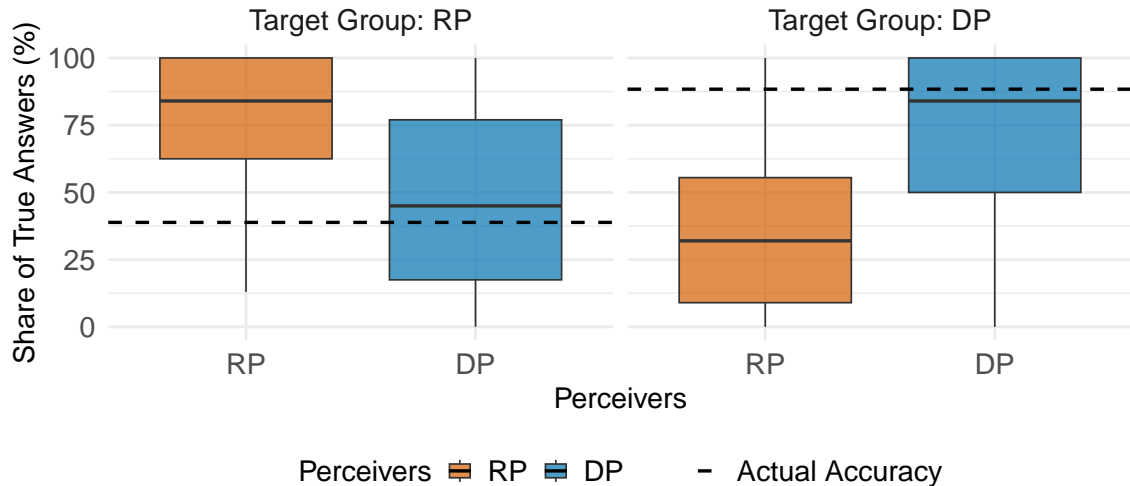 Target Group: RP
Target Group: DP
Share of True Answers (%)
100
75
50
25
0
RP
DP
RP
DP
Perceivers
Perceivers RP DP Actual Accuracy